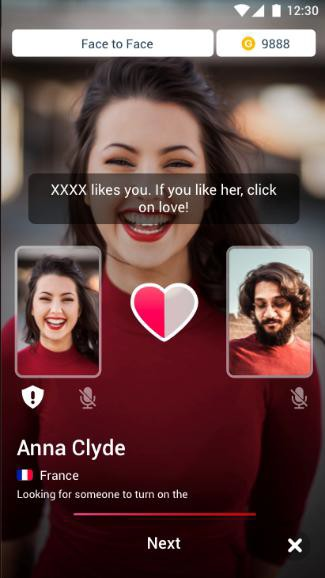 12:30
Face to Face
G 9888
XXXX likes you. If you like her, click
on love!
Anna Clyde
France
Looking for someone to turn on the
Next